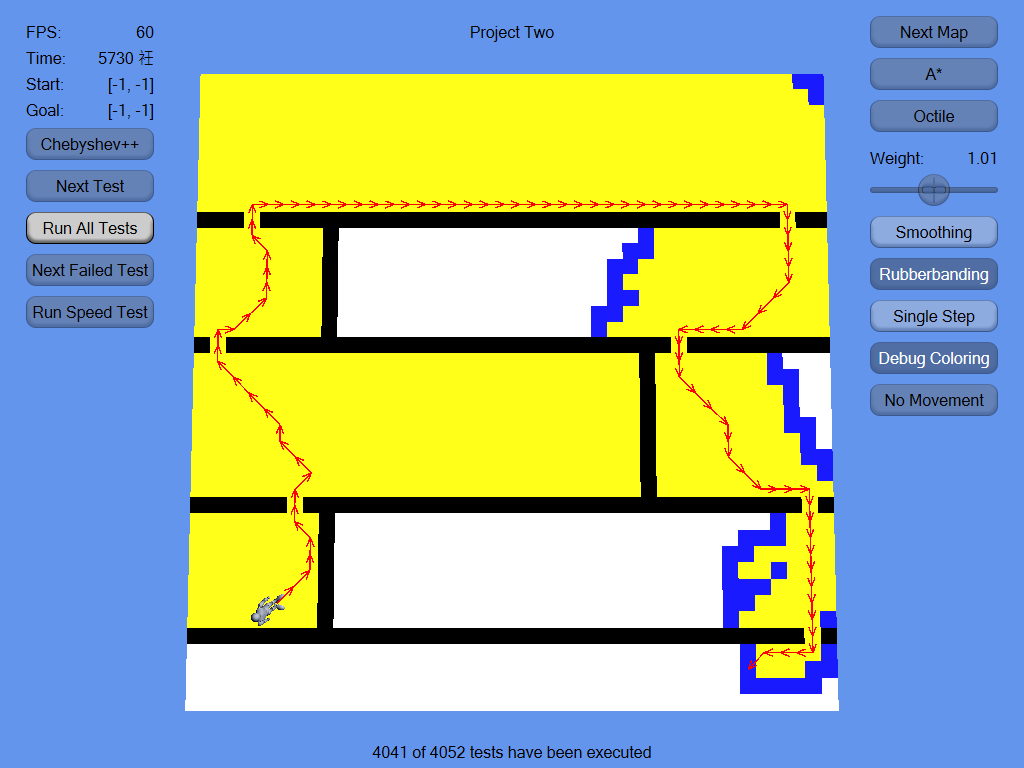 Project Two
FPS: 60
Time: 5730 䄂
Start: [-1, -1]
Goal: [-1, -1]
Chebyshev++
Next Test
Run All Tests
Next Failed Test
Run Speed Test
Next Map
A*
Octile
Weight: 1.01
Smoothing
Rubberbanding
Single Step
Debug Coloring
No Movement
4041 of 4052 tests have been executed